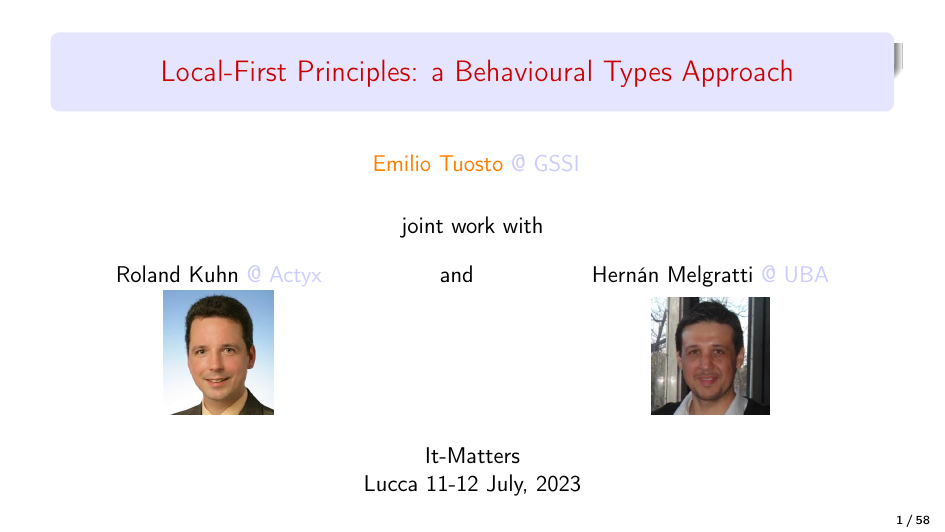 Local-First Principles: a Behavioural Types Approach
Emilio Tuosto @ GSSI
joint work with
Roland Kuhn @ Actyx and Hernán Melgratti @ UBA
It-Matters
Lucca 11-12 July, 2023
1 / 58